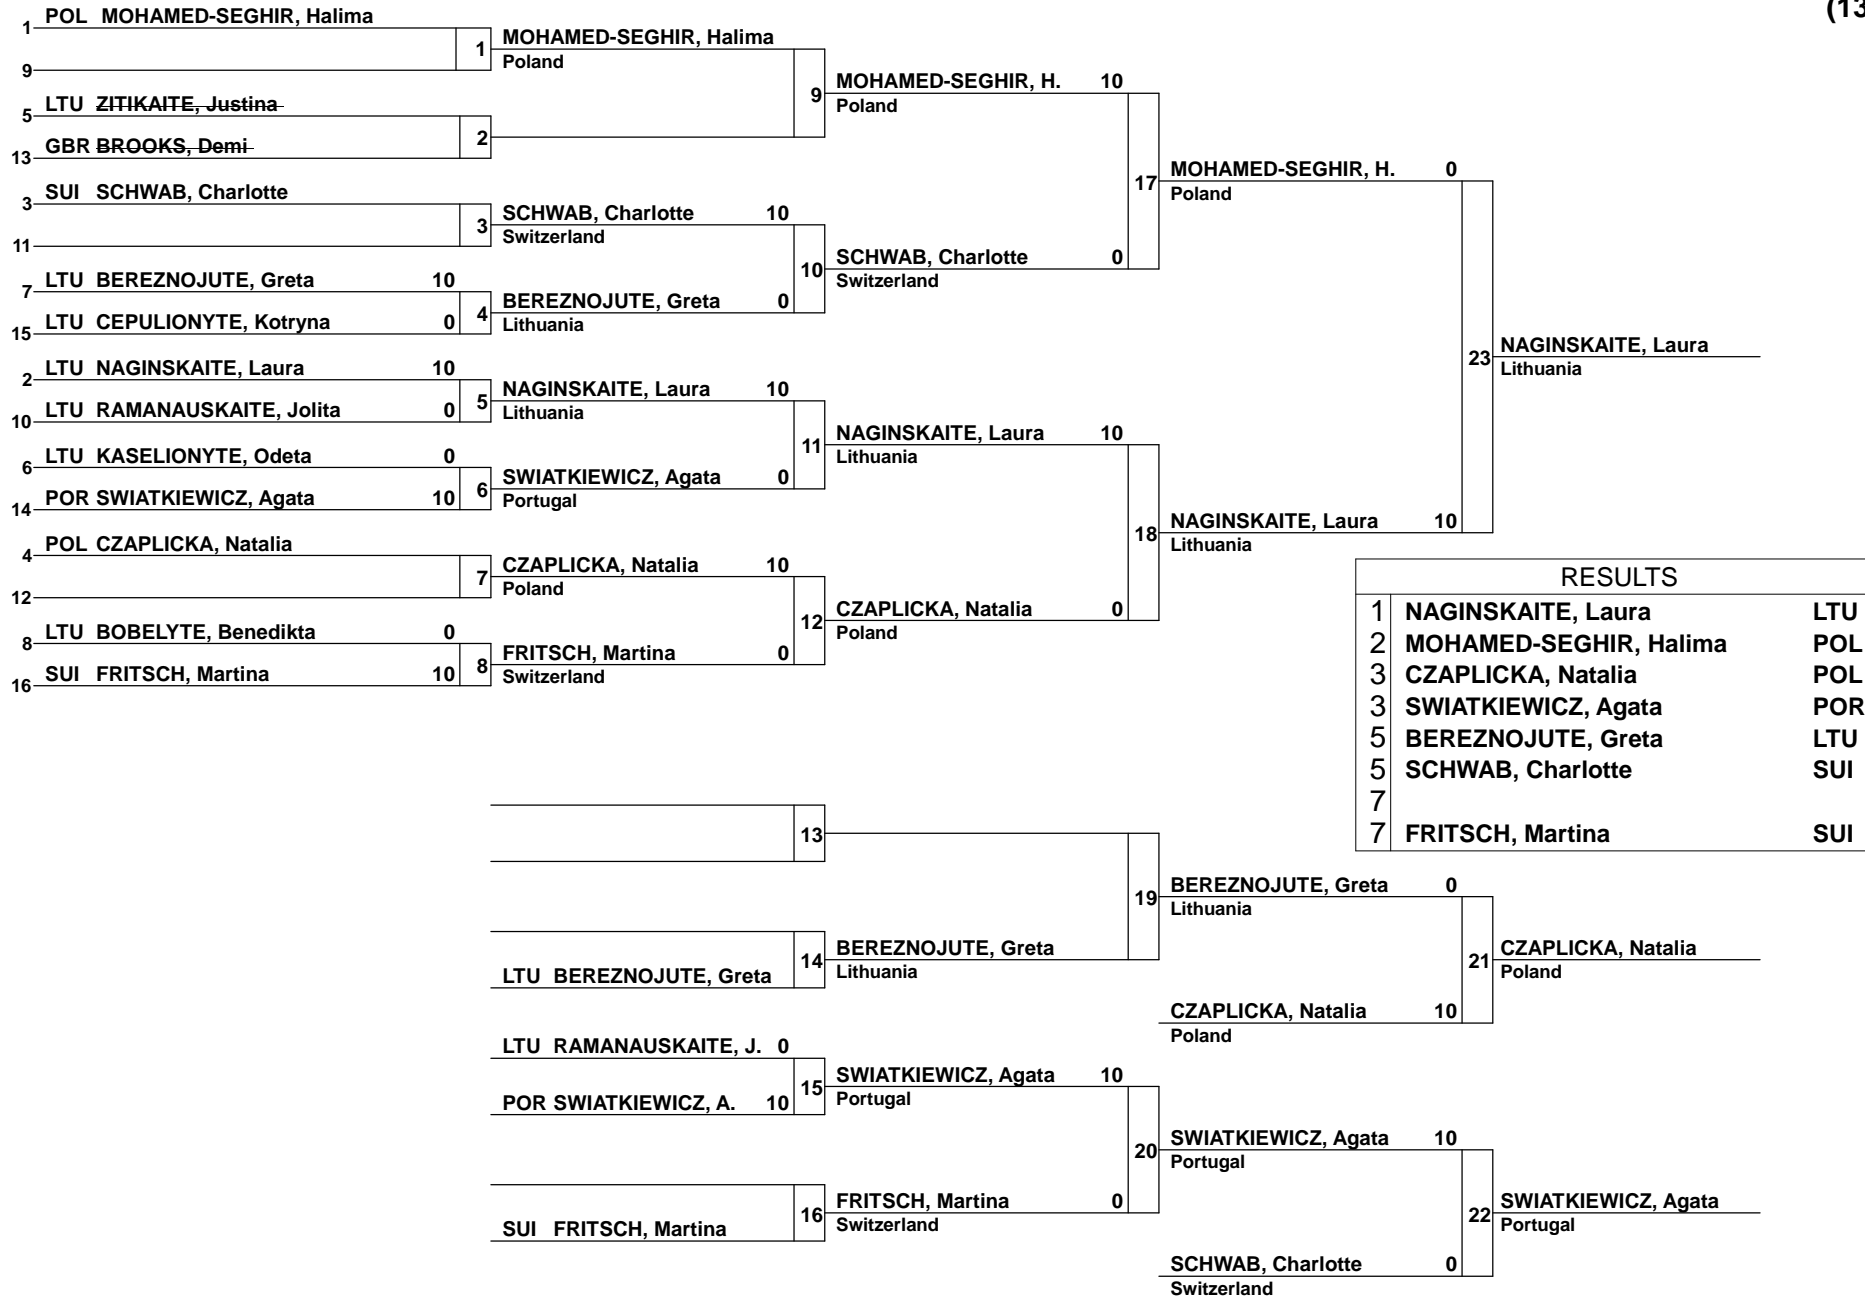 (13
1 POL MOHAMED-SEGHIR, Halima
9
1 MOHAMED-SEGHIR, Halima
Poland
5 LTU ZITIKAITE, Justina
13 GBR BROOKS, Demi
2
9 MOHAMED-SEGHIR, H. 10
Poland
3 SUI SCHWAB, Charlotte
11
3 SCHWAB, Charlotte 10
Switzerland
7 LTU BEREZNOJUTE, Greta 10
15 LTU CEPULIONYTE, Kotryna 0
4 BEREZNOJUTE, Greta 0
Lithuania
10 SCHWAB, Charlotte 0
Switzerland
17 MOHAMED-SEGHIR, H. 0
Poland
2 LTU NAGINSKAITE, Laura 10
10 LTU RAMANAUSKAITE, Jolita 0
5 NAGINSKAITE, Laura 10
Lithuania
6 LTU KASELIONYTE, Odeta 0
14 POR SWIATKIEWICZ, Agata 10
6 SWIATKIEWICZ, Agata 0
Portugal
11 NAGINSKAITE, Laura 10
Lithuania
4 POL CZAPLICKA, Natalia
12
7 CZAPLICKA, Natalia 10
Poland
8 LTU BOBELYTE, Benedikta 0
16 SUI FRITSCH, Martina 10
8 FRITSCH, Martina 0
Switzerland
12 CZAPLICKA, Natalia 0
Poland
18 NAGINSKAITE, Laura 10
Lithuania
23 NAGINSKAITE, Laura
Lithuania
RESULTS
1 NAGINSKAITE, Laura LTU
2 MOHAMED-SEGHIR, Halima POL
3 CZAPLICKA, Natalia POL
3 SWIATKIEWICZ, Agata POR
5 BEREZNOJUTE, Greta LTU
5 SCHWAB, Charlotte SUI
7
7 FRITSCH, Martina SUI
13
LTU BEREZNOJUTE, Greta
14 BEREZNOJUTE, Greta
Lithuania
19 BEREZNOJUTE, Greta 0
Lithuania
CZAPLICKA, Natalia 10
Poland
21 CZAPLICKA, Natalia
Poland
LTU RAMANAUSKAITE, J. 0
POR SWIATKIEWICZ, A. 10
15 SWIATKIEWICZ, Agata 10
Portugal
SUI FRITSCH, Martina
16 FRITSCH, Martina 0
Switzerland
20 SWIATKIEWICZ, Agata 10
Portugal
SCHWAB, Charlotte 0
Switzerland
22 SWIATKIEWICZ, Agata
Portugal